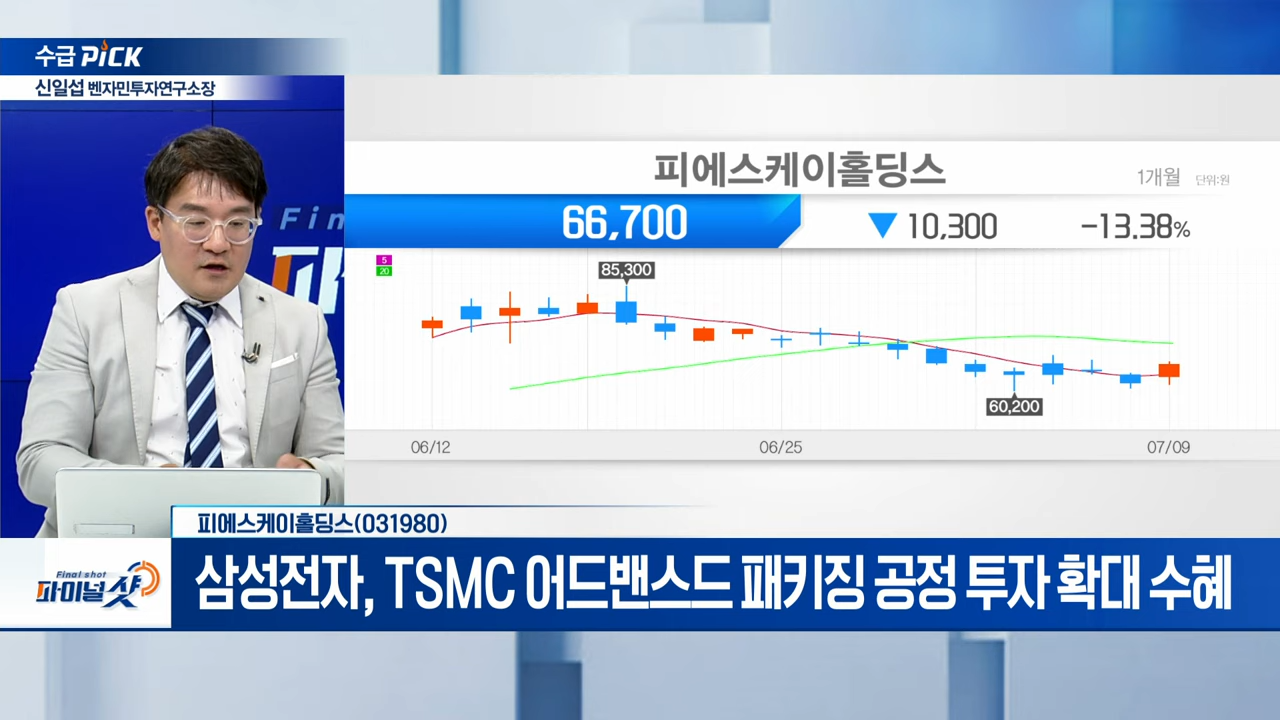 수급 PiCK
신일섭 벤자민투자연구소장
Fin
파
피에스케이홀딩스
1개월 단위:원
66,700 ▼ 10,300 -13.38%
5
20
85,300
60,200
06/12 06/25 07/09
피에스케이홀딩스(031980)
Final shot
파이널샷
삼성전자, TSMC 어드밴스드 패키징 공정 투자 확대 수혜